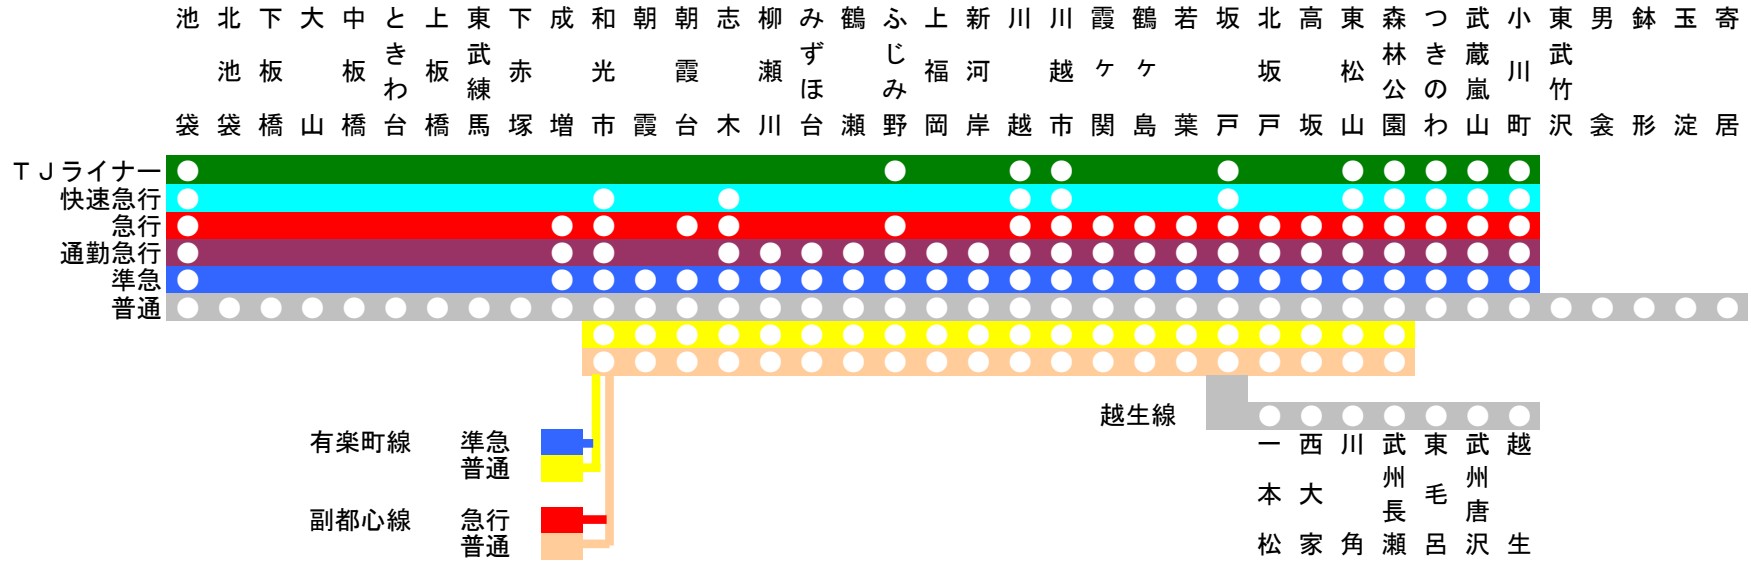 池袋
北池袋
下板橋
大山
中板橋
ときわ台
上板橋
東武練馬
下赤塚
成増
和光市
朝霞
朝霞台
志木
柳瀬川
みずほ台
鶴瀬
ふじみ野
上福岡
新河岸
川越
川越市
霞ヶ関
鶴ヶ島
若葉
坂戸
北坂戸
高坂
東松山
森林公園
つきのわ
武蔵嵐山
小川町
東武竹沢
男衾
鉢形
玉淀
寄居
ＴＪライナー
快速急行
急行
通勤急行
準急
普通
越生線
一本松
西大家
川角
武州長瀬
東毛呂
武州唐沢
越生
有楽町線 準急
普通
副都心線 急行
普通